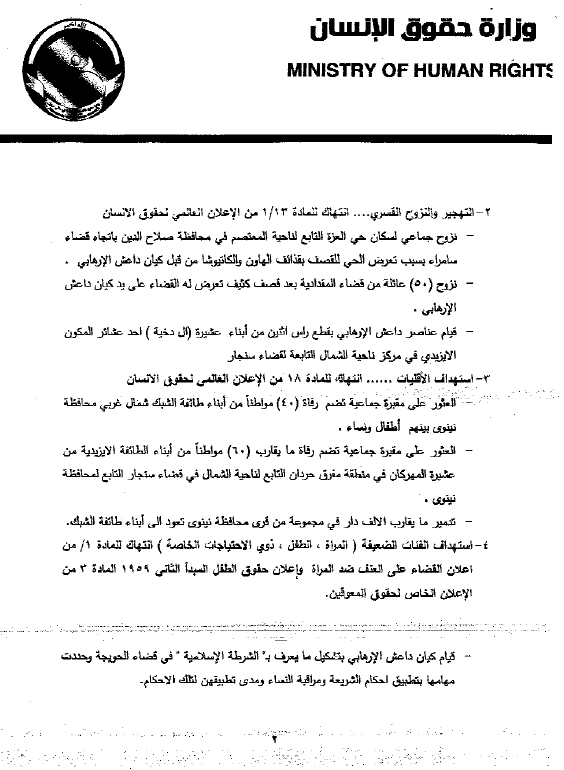 وزارة حقوق الإنسان
MINISTRY OF HUMAN RIGHTS
٢- التهجير والنزوح القسري.... انتهاك للمادة ١/١٣ من الإعلان العالمي لحقوق الانسان
- نزوح جماعي لسكان حي العزة التابع لناحية المعتصم في محافظة صلاح الدين باتجاه قضاء
سامراء بسبب تعرض الحي للقصف بقذائف الهاون والكاتيوشا من قبل كيان داعش الإرهابي .
- نزوح (٥٠) عائلة من قضاء المقدادية بعد قصف كثيف تعرض له القضاء على يد كيان داعش
الإرهابي .
- قيام عناصر داعش الإرهابي بقطع راس اثنين من أبناء عشيرة (ال دخية ) احد عشائر المكون
الايزيدي في مركز ناحية الشمال التابعة لقضاء سنجار
٣- استهداف الأقليات ...... انتهاك للمادة ١٨ من الإعلان العالمي لحقوق الانسان
- العثور على مقبرة جماعية تضم رفاة (٤٠) مواطناً من أبناء طائفة الشبك شمال غربي محافظة
نينوى بينهم أطفال ونساء .
- العثور على مقبرة جماعية تضم رفاة ما يقارب (٦٠) مواطناً من أبناء الطائفة الايزيدية من
عشيرة المهركان في منطقة مفرق حردان التابع لناحية الشمال في قضاء سنجار التابع لمحافظة
نينوى .
- تدمير ما يقارب الالف دار في مجموعة من قرى محافظة نينوى تعود الى أبناء طائفة الشبك.
٤- استهداف الفئات الضعيفة ( المراة ، الطفل ، ذوي الاحتياجات الخاصة ) انتهاك للمادة ١/ من
اعلان القضاء على العنف ضد المراة وإعلان حقوق الطفل المبدأ الثاني ١٩٥٩ المادة ٣ من
الإعلان الخاص لحقوق المعوقين.
- قيام كيان داعش الإرهابي بتشكيل ما يعرف بـ" الشرطة الإسلامية " في قضاء الحويجة وحددت
مهامها بتطبيق احكام الشريعة ومراقبة النساء ومدى تطبيقهن لتلك الاحكام.
٢